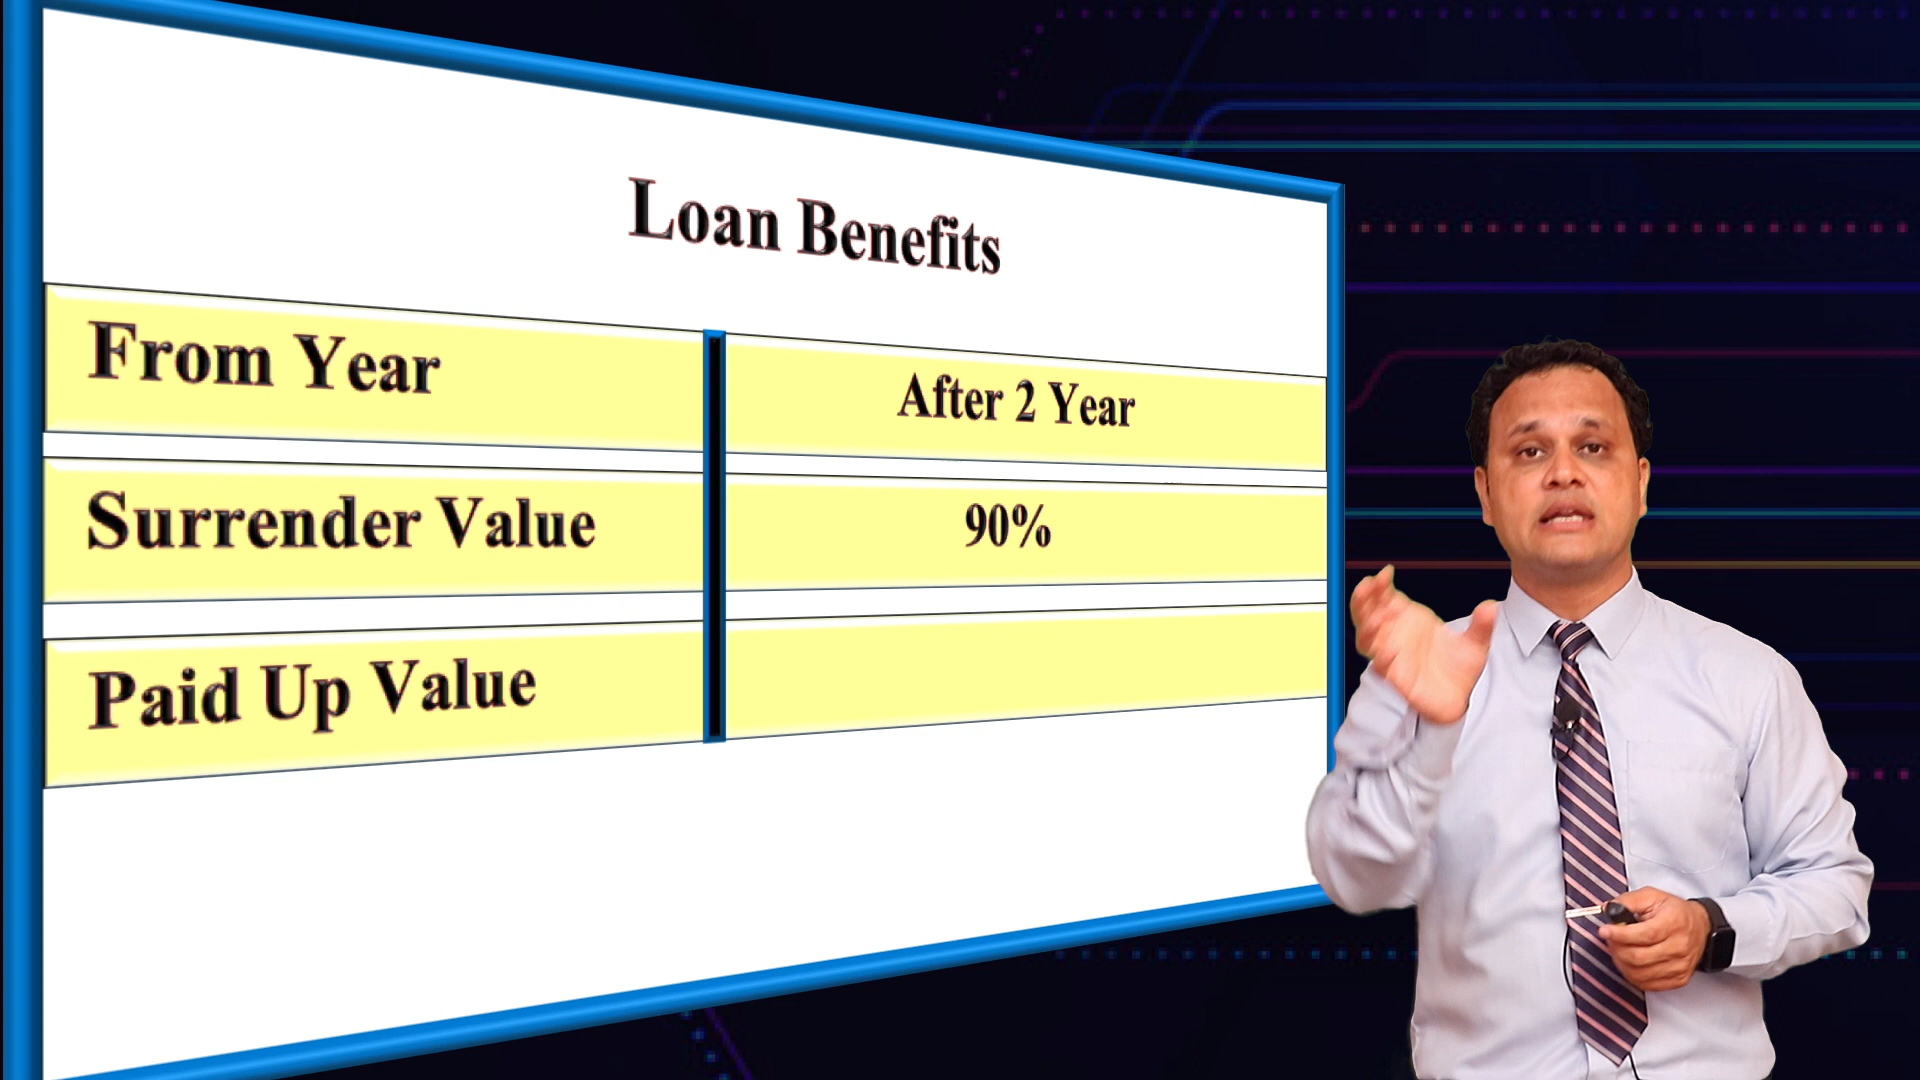 Loan Benefits
From Year
After 2 Year
Surrender Value
90%
Paid Up Value